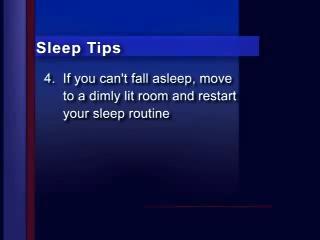 Sleep Tips
4. If you can't fall asleep, move
to a dimly lit room and restart
your sleep routine